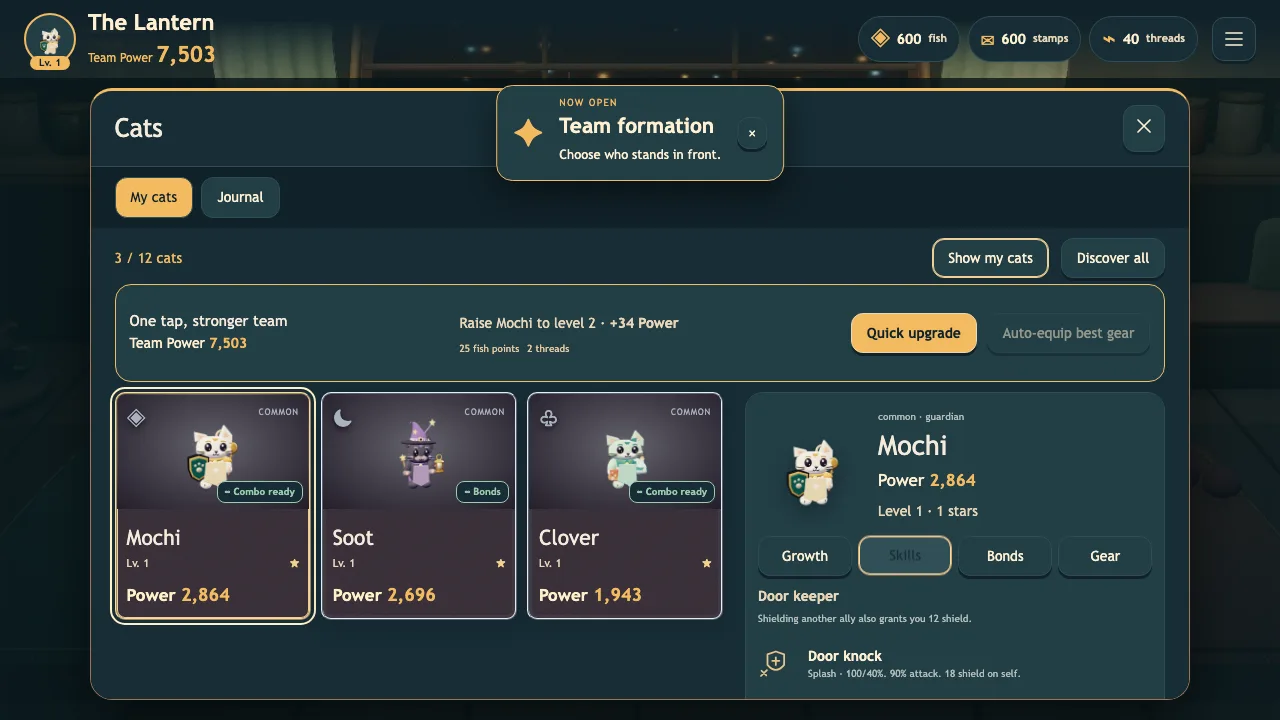 The Lantern
Team Power 7,503
Lv. 1
600 fish
600 stamps
40 threads
NOW OPEN
Team formation
Choose who stands in front.
×
Cats
My cats
Journal
3 / 12 cats
Show my cats
Discover all
One tap, stronger team
Team Power 7,503
Raise Mochi to level 2 · +34 Power
25 fish points 2 threads
Quick upgrade
Auto-equip best gear
COMMON
– Combo ready
Mochi
Lv. 1
Power 2,864
COMMON
– Bonds
Soot
Lv. 1
Power 2,696
COMMON
– Combo ready
Clover
Lv. 1
Power 1,943
common · guardian
Mochi
Power 2,864
Level 1 · 1 stars
Growth
Skills
Bonds
Gear
Door keeper
Shielding another ally also grants you 12 shield.
Door knock
Splash · 100/40%. 90% attack. 18 shield on self.